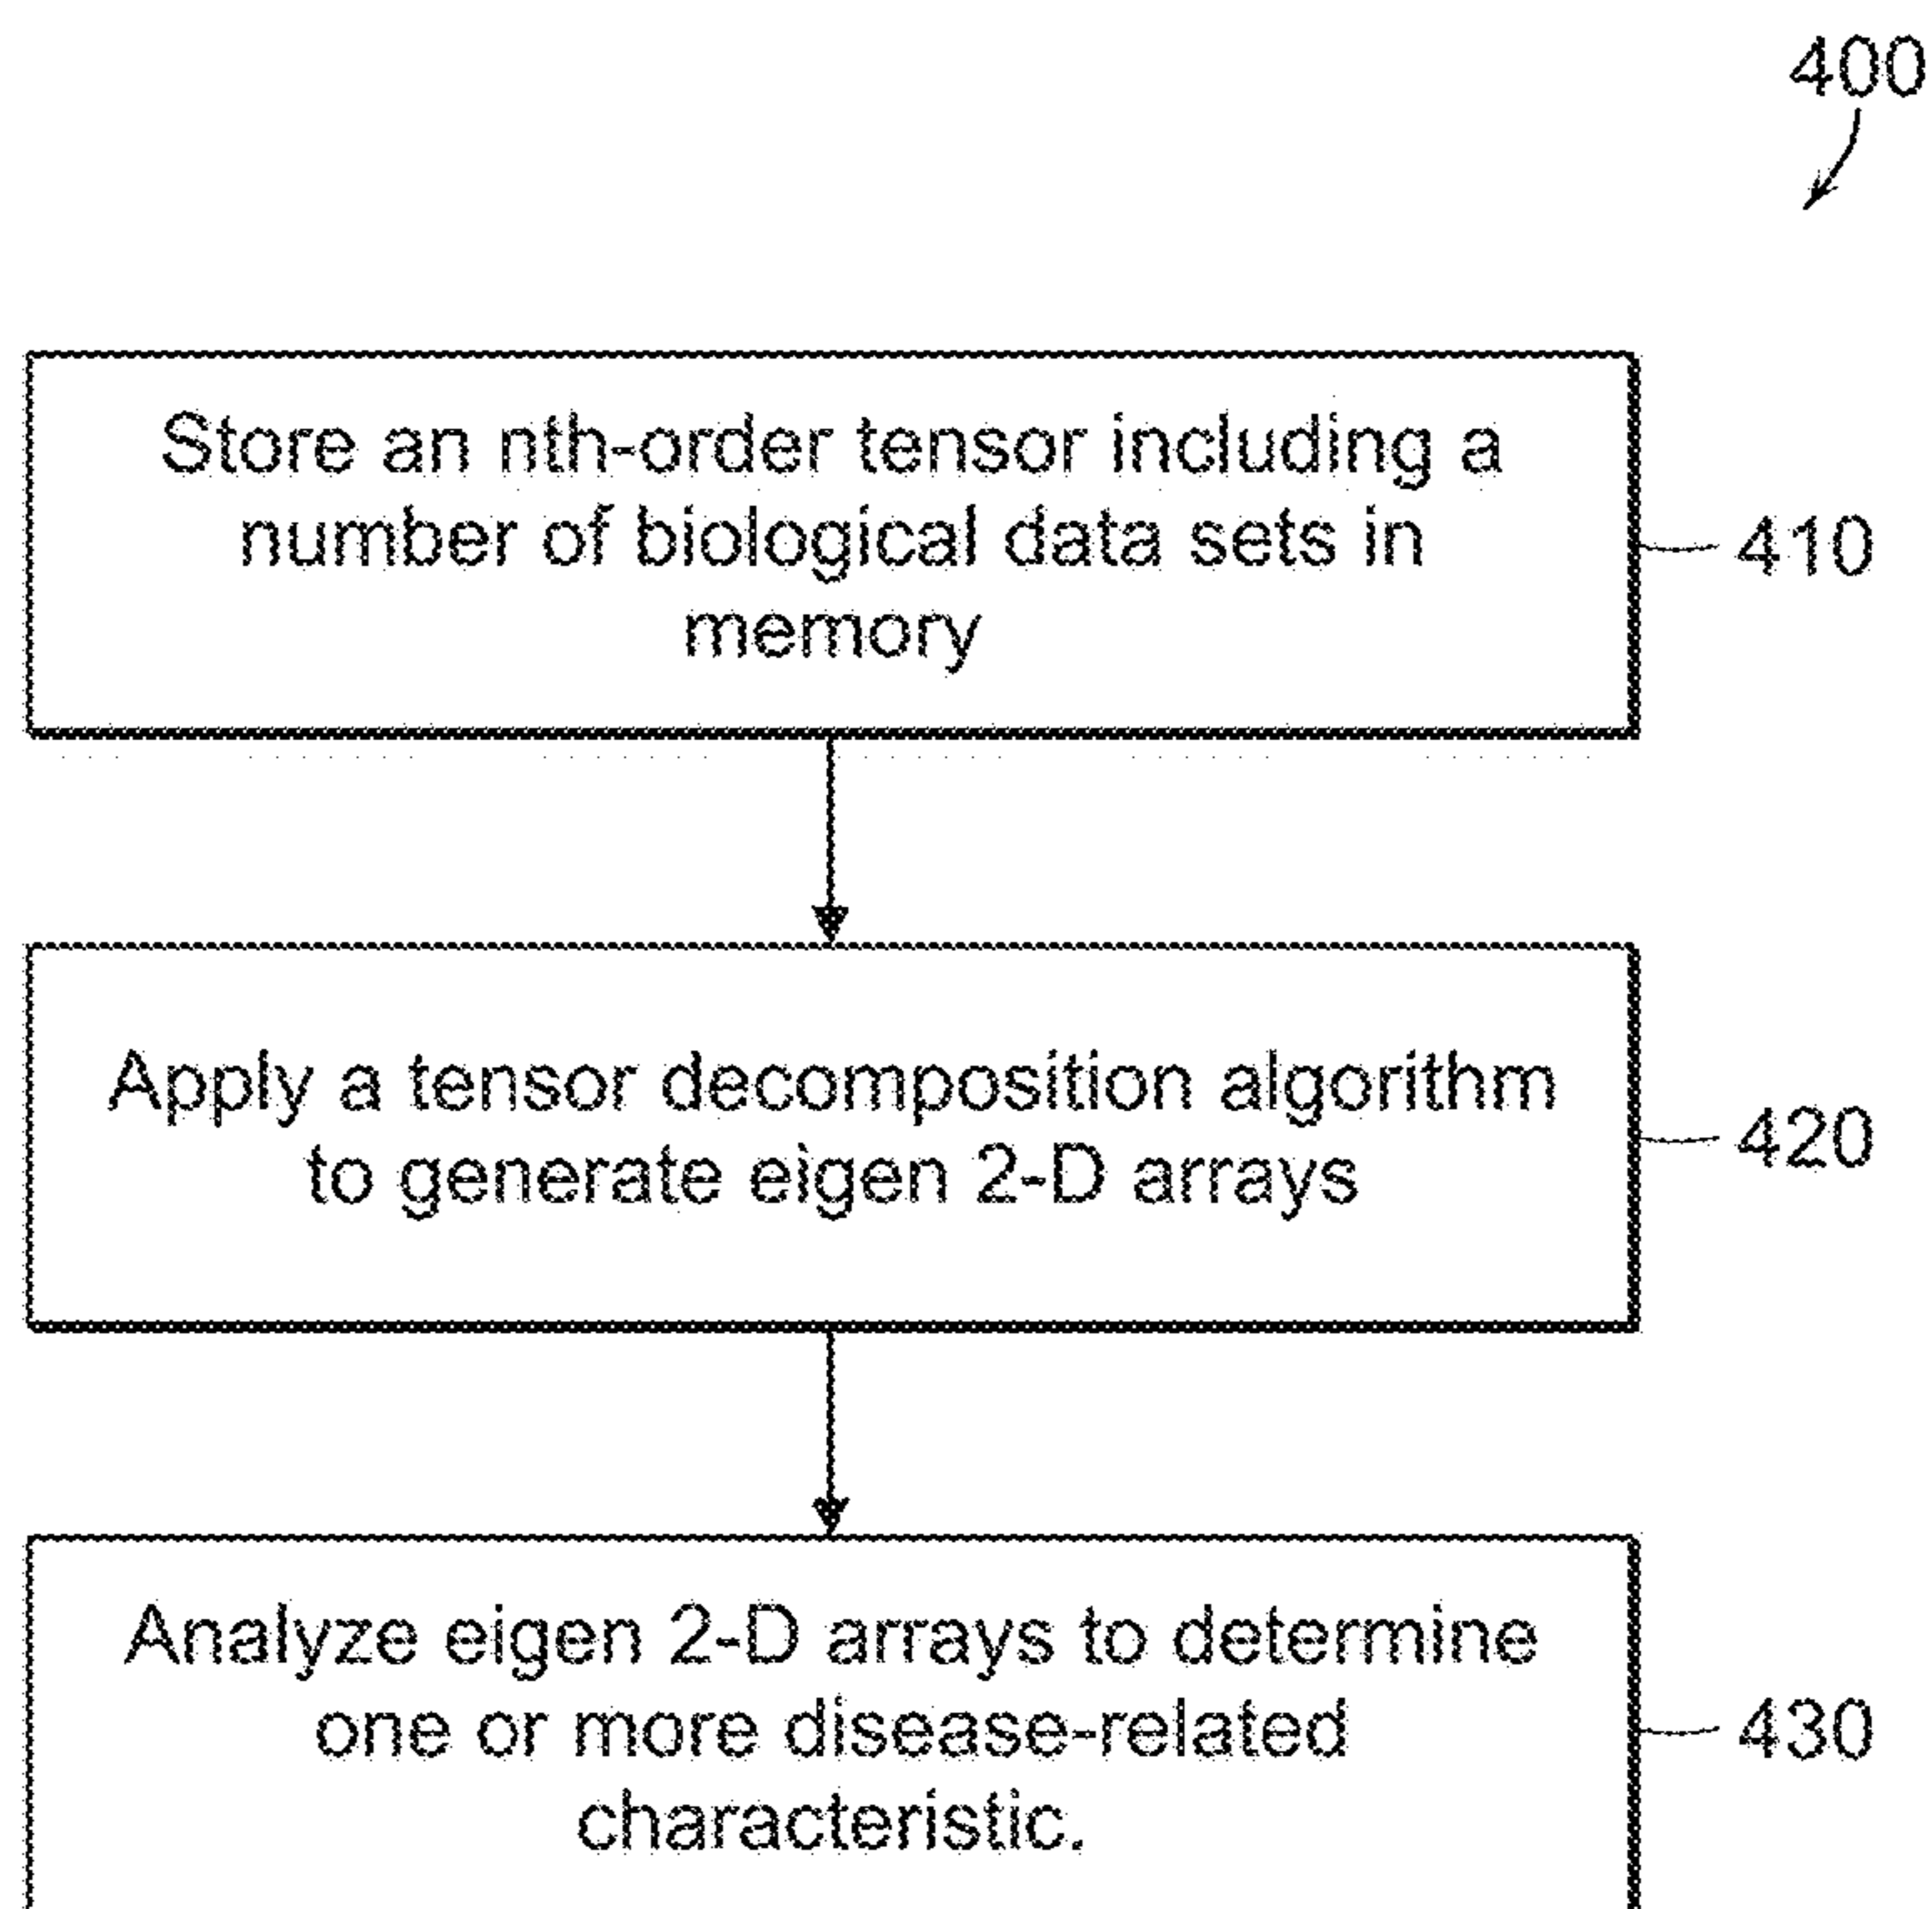 400
Store an nth-order tensor including a
number of biological data sets in
memory
410
Apply a tensor decomposition algorithm
to generate eigen 2-D arrays
420
Analyze eigen 2-D arrays to determine
one or more disease-related
characteristic.
430